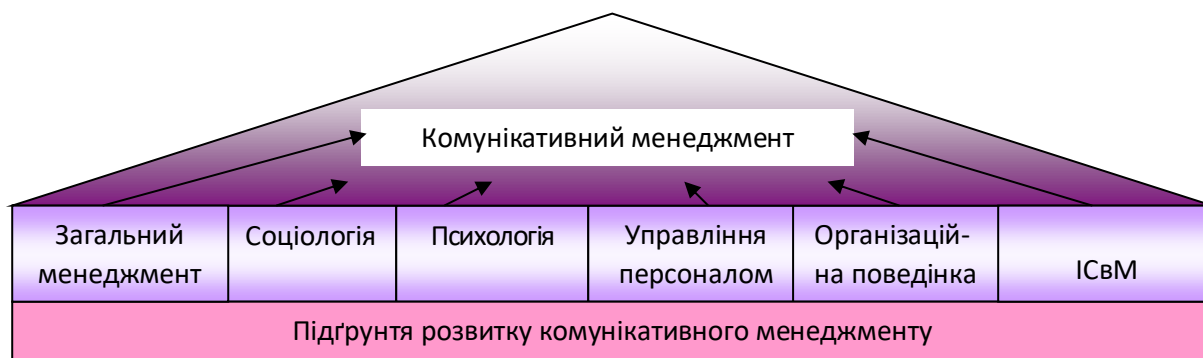 Комунікативний менеджмент
Загальний
менеджмент
Соціологія
Психологія
Управління
персоналом
Організацій-
на поведінка
ІСвМ
Підґрунтя розвитку комунікативного менеджменту